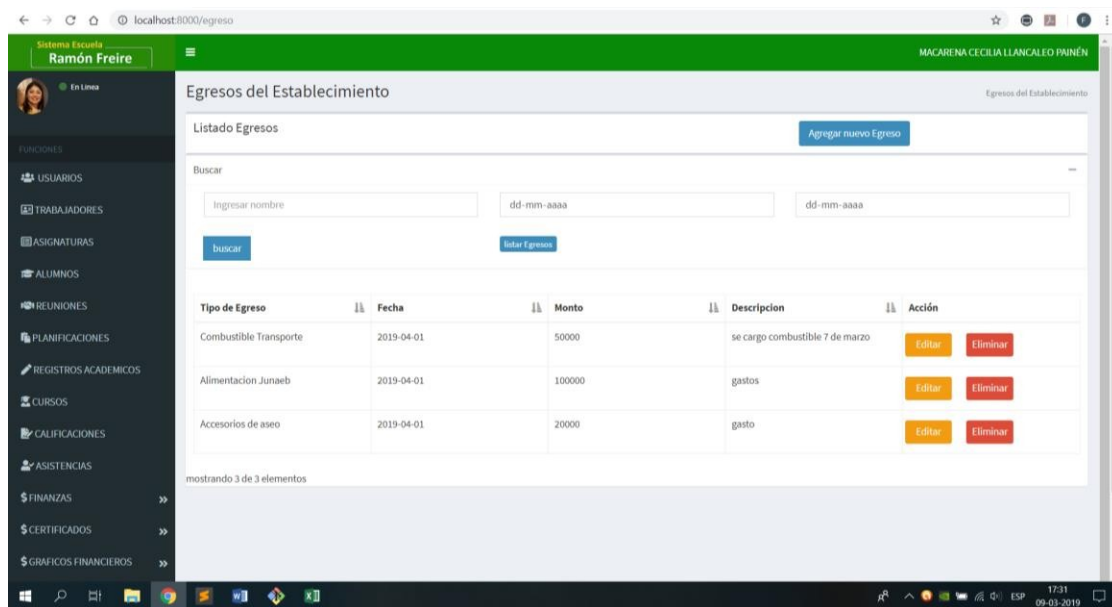 localhost:8000/egreso
Sistema Escuela
Ramón Freire
MACARENA CECILIA LLANCALEO PAINÉN
En Linea
Egresos del Establecimiento
Egresos del Establecimiento
Listado Egresos
Agregar nuevo Egreso
FUNCIONES
Buscar
USUARIOS
Ingresar nombre
dd-mm-aaaa
dd-mm-aaaa
TRABAJADORES
ASIGNATURAS
buscar
listar Egresos
ALUMNOS
REUNIONES
Tipo de Egreso Fecha Monto Descripcion Acción
PLANIFICACIONES
Combustible Transporte 2019-04-01 50000 se cargo combustible 7 de marzo Editar Eliminar
REGISTROS ACADEMICOS
Alimentacion Junaeb 2019-04-01 100000 gastos Editar Eliminar
CURSOS
Accesorios de aseo 2019-04-01 20000 gasto Editar Eliminar
CALIFICACIONES
ASISTENCIAS
mostrando 3 de 3 elementos
$ FINANZAS
$ CERTIFICADOS
$ GRAFICOS FINANCIEROS
ESP
17:31
09-03-2019